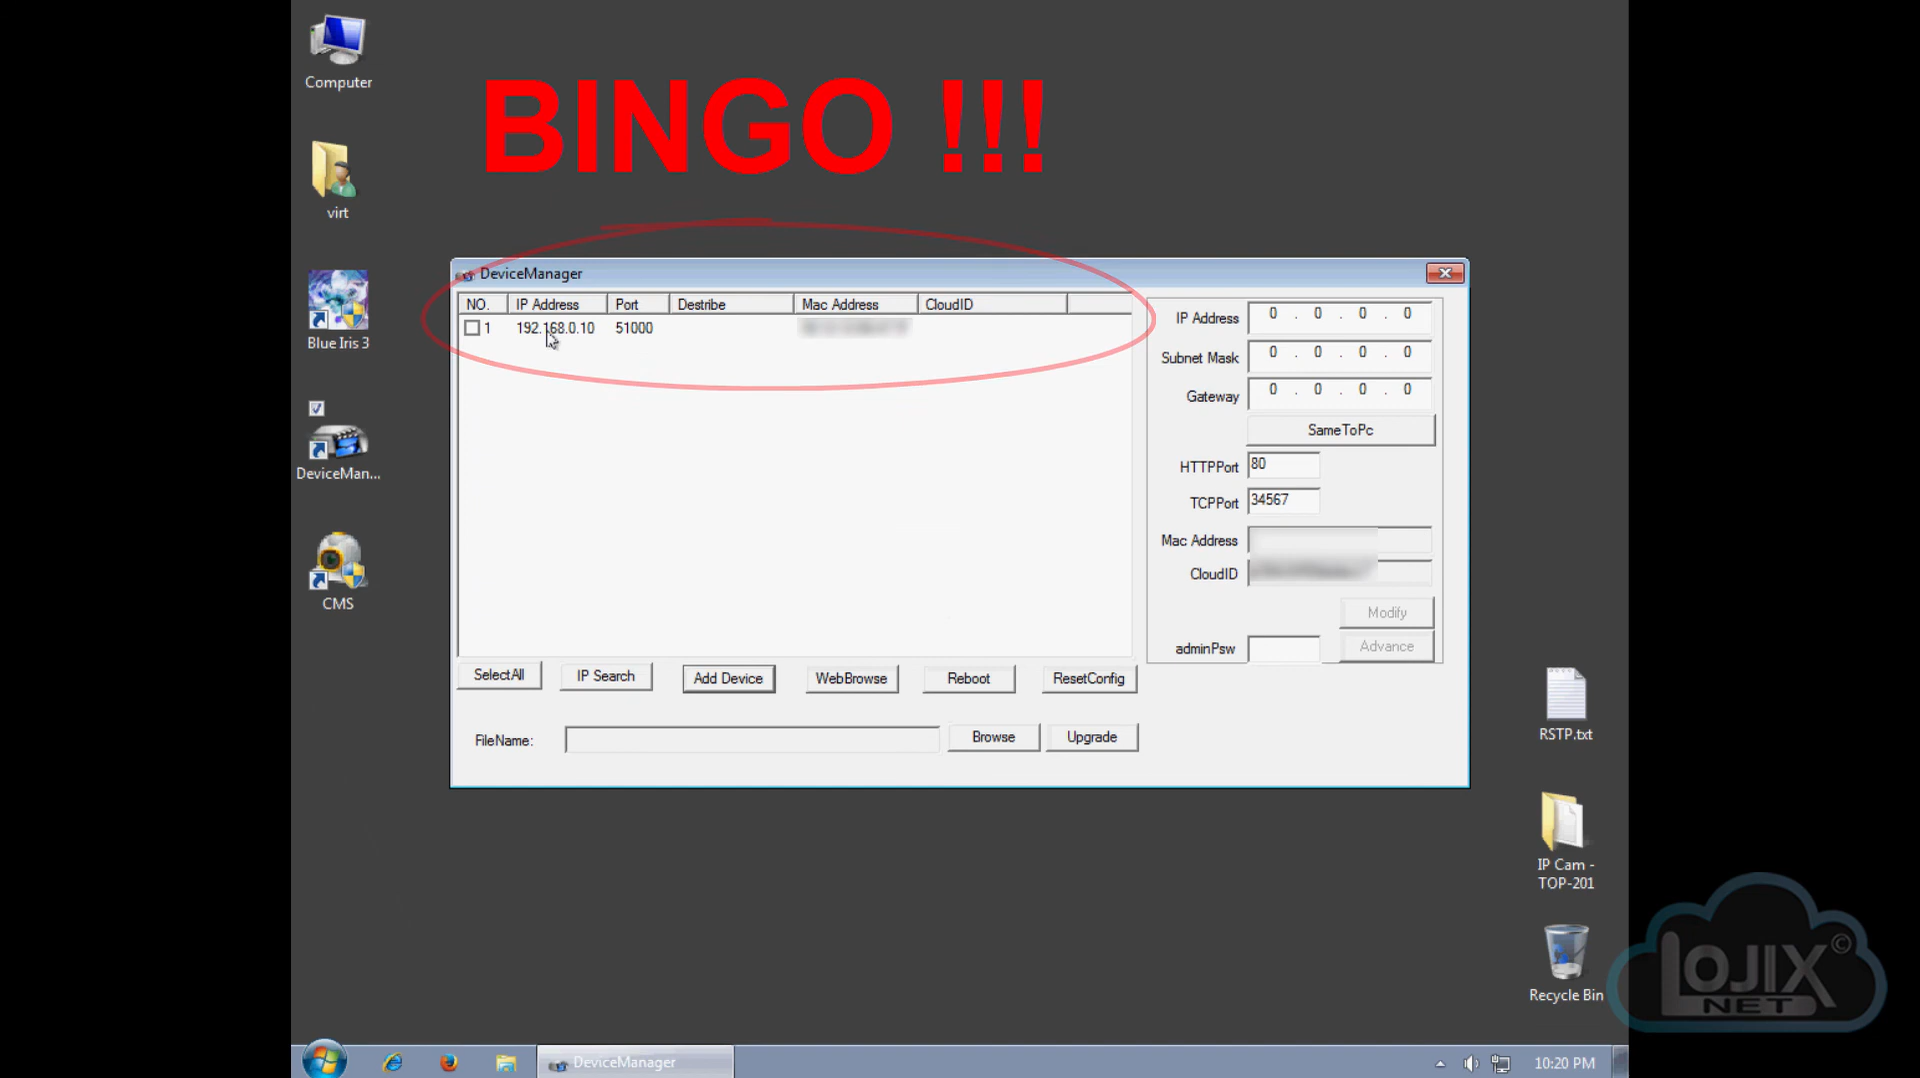 Computer
BINGO !!!
virt
DeviceManager
NO. IP Address Port Destribe Mac Address CloudID
1 192.168.0.10 51000
IP Address 0 . 0 . 0 . 0
Subnet Mask 0 . 0 . 0 . 0
Gateway 0 . 0 . 0 . 0
SameToPc
HTTPPort 80
TCPPort 34567
Mac Address
CloudID
Modify
adminPsw Advance
SelectAll IP Search Add Device WebBrowse Reboot ResetConfig
FileName: Browse Upgrade
Blue Iris 3
DeviceMan...
CMS
RSTP.txt
IP Cam -
TOP-201
Recycle Bin
LOJIX©
NET
DeviceManager
10:20 PM